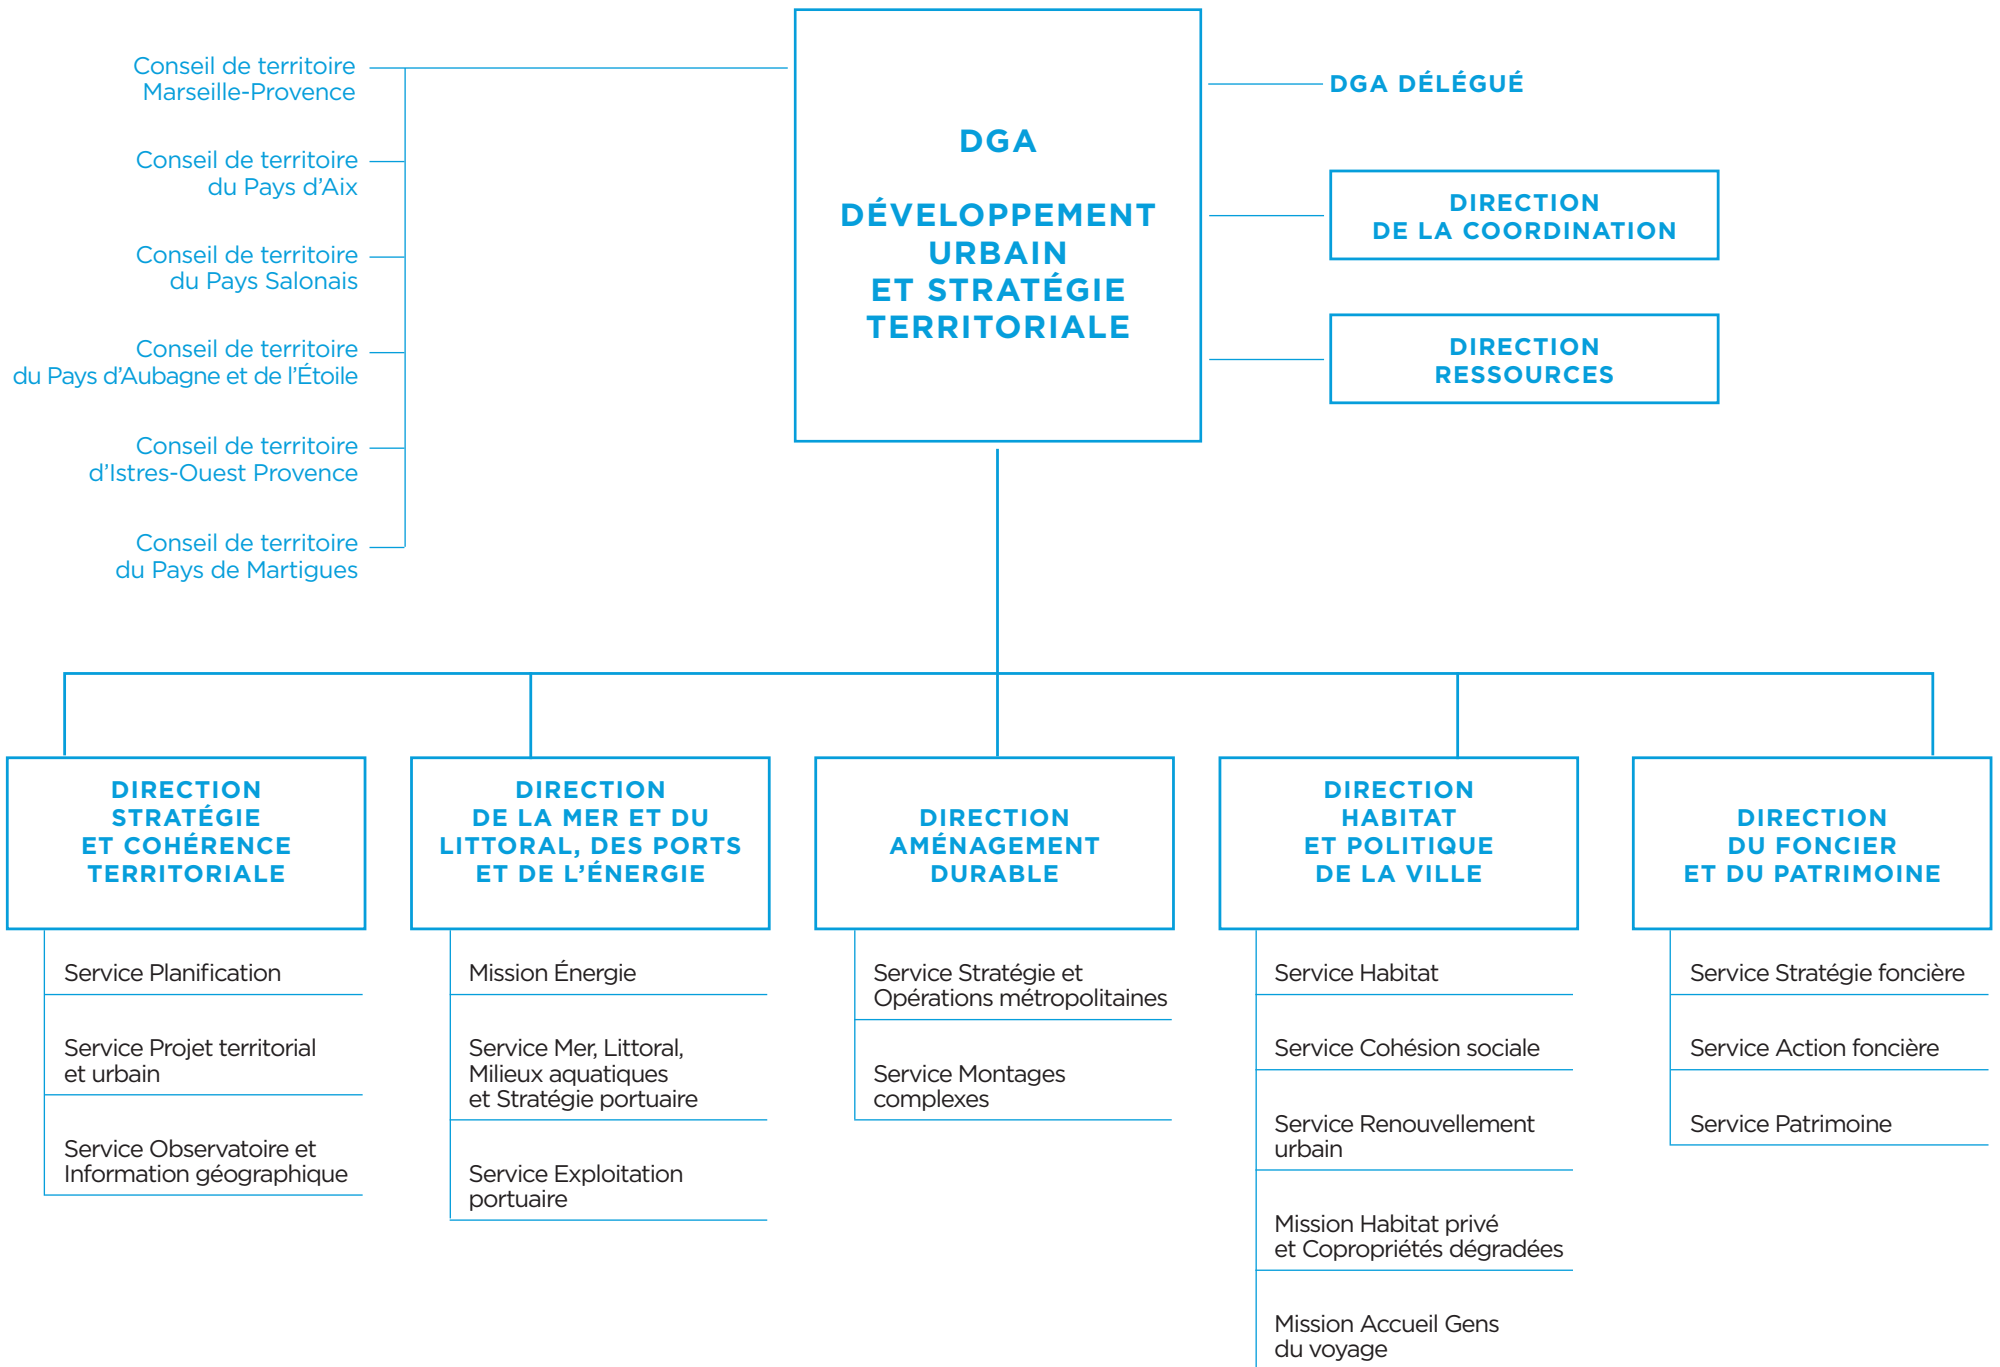 Conseil de territoire
Marseille-Provence
Conseil de territoire
du Pays d’Aix
Conseil de territoire
du Pays Salonais
Conseil de territoire
du Pays d’Aubagne et de l’Étoile
Conseil de territoire
d’Istres-Ouest Provence
Conseil de territoire
du Pays de Martigues
DGA
DÉVELOPPEMENT
URBAIN
ET STRATÉGIE
TERRITORIALE
DGA DÉLÉGUÉ
DIRECTION
DE LA COORDINATION
DIRECTION
RESSOURCES
DIRECTION
STRATÉGIE
ET COHÉRENCE
TERRITORIALE
Service Planification
Service Projet territorial
et urbain
Service Observatoire et
Information géographique
DIRECTION
DE LA MER ET DU
LITTORAL, DES PORTS
ET DE L’ÉNERGIE
Mission Énergie
Service Mer, Littoral,
Milieux aquatiques
et Stratégie portuaire
Service Exploitation
portuaire
DIRECTION
AMÉNAGEMENT
DURABLE
Service Stratégie et
Opérations métropolitaines
Service Montages
complexes
DIRECTION
HABITAT
ET POLITIQUE
DE LA VILLE
Service Habitat
Service Cohésion sociale
Service Renouvellement
urbain
Mission Habitat privé
et Copropriétés dégradées
Mission Accueil Gens
du voyage
DIRECTION
DU FONCIER
ET DU PATRIMOINE
Service Stratégie foncière
Service Action foncière
Service Patrimoine